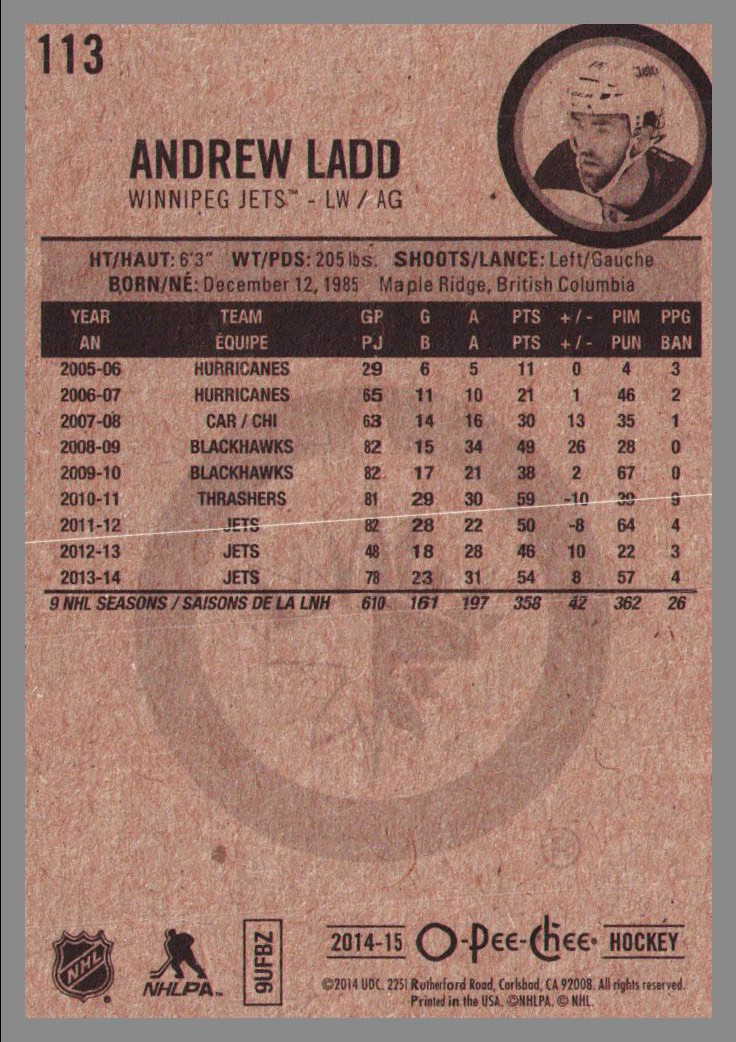 113
ANDREW LADD
WINNIPEG JETS™ - LW / AG
HT/HAUT: 6'3" WT/PDS: 205 lbs. SHOOTS/LANCE: Left/Gauche
BORN/NÉ: December 12, 1985 Maple Ridge, British Columbia
YEAR TEAM GP G A PTS +/- PIM PPG
AN ÉQUIPE PJ B A PTS +/- PUN BAN
2005-06 HURRICANES 29 6 5 11 0 4 3
2006-07 HURRICANES 65 11 10 21 1 46 2
2007-08 CAR / CHI 63 14 16 30 13 35 1
2008-09 BLACKHAWKS 82 15 34 49 26 28 0
2009-10 BLACKHAWKS 82 17 21 38 2 67 0
2010-11 THRASHERS 81 29 30 59 -10 39 9
2011-12 JETS 82 28 22 50 -8 64 4
2012-13 JETS 48 18 28 46 10 22 3
2013-14 JETS 78 23 31 54 8 57 4
9 NHL SEASONS / SAISONS DE LA LNH 610 161 197 358 42 362 26
NHL
NHLPA™
9UFBZ
2014-15 O-Pee-Chee® HOCKEY
©2014 UDC. 2251 Rutherford Road, Carlsbad, CA 92008. All rights reserved.
Printed in the USA. ©NHLPA. © NHL.